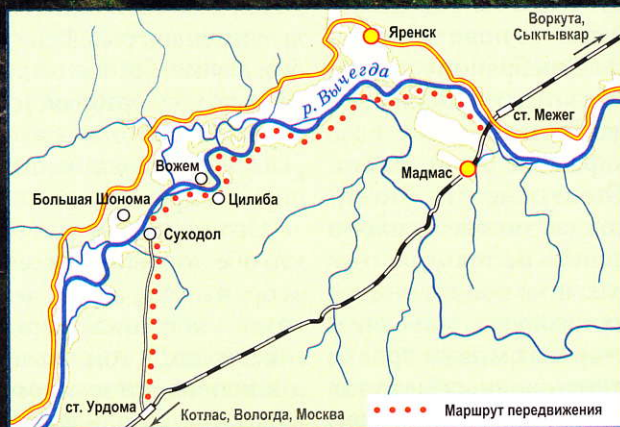 Воркута,
Сыктывкар
Яренск
р. Вычегда
ст. Межег
Вожем
Мадмас
Большая Шонома
Цилиба
Суходол
ст. Урдома
Котлас, Вологда, Москва
Маршрут передвижения